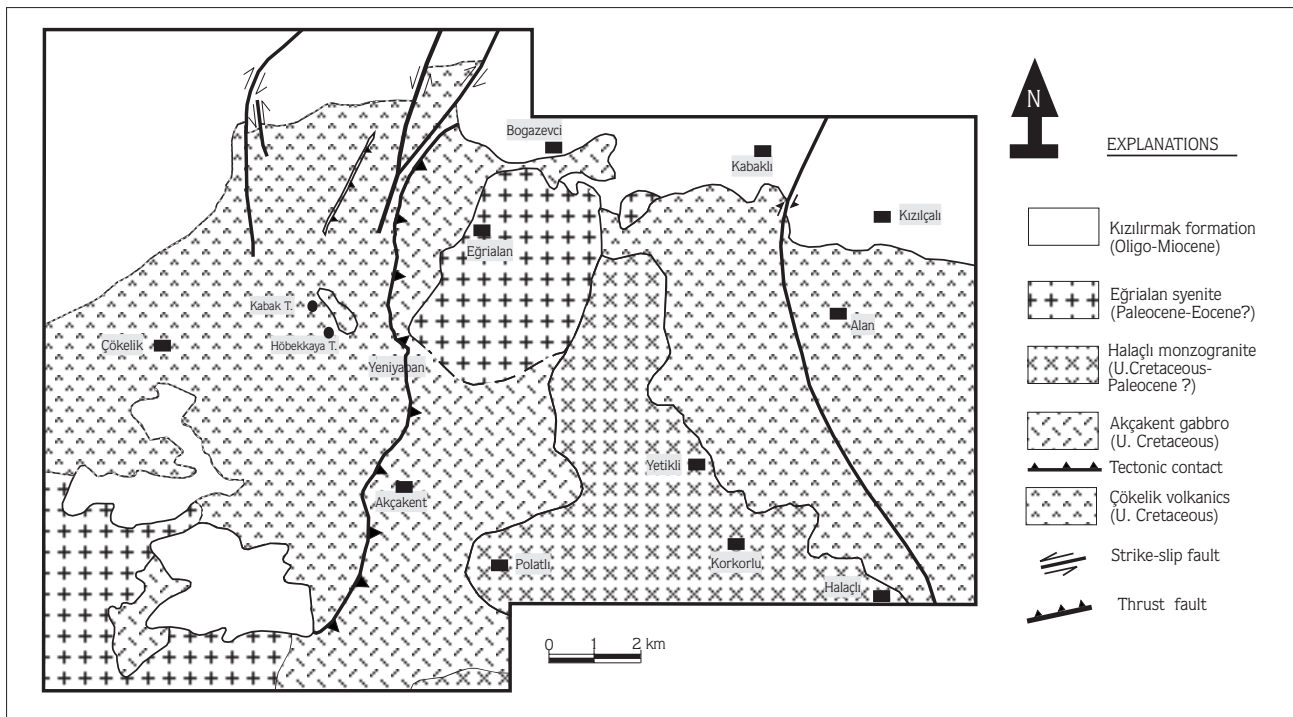 Bogazevci
Kabaklı
Kızılçalı
Eğrialan
Kabak T.
Höbekkaya T.
Çökelik
Yeniyapan
Alan
Akçakent
Yetikli
Polatlı
Korkorlu
Halaçlı
0 1 2 km
N
EXPLANATIONS
Kızılırmak formation
(Oligo-Miocene)
Eğrialan syenite
(Paleocene-Eocene?)
Halaçlı monzogranite
(U.Cretaceous-
Paleocene ?)
Akçakent gabbro
(U. Cretaceous)
Tectonic contact
Çökelik volkanics
(U. Cretaceous)
Strike-slip fault
Thrust fault